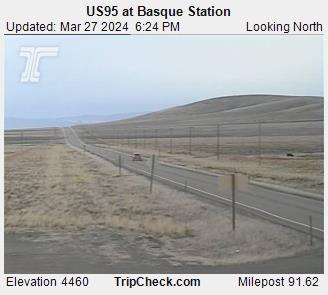 US95 at Basque Station
Updated: Mar 27 2024 6:24 PM Looking North
Elevation 4460 TripCheck.com Milepost 91.62